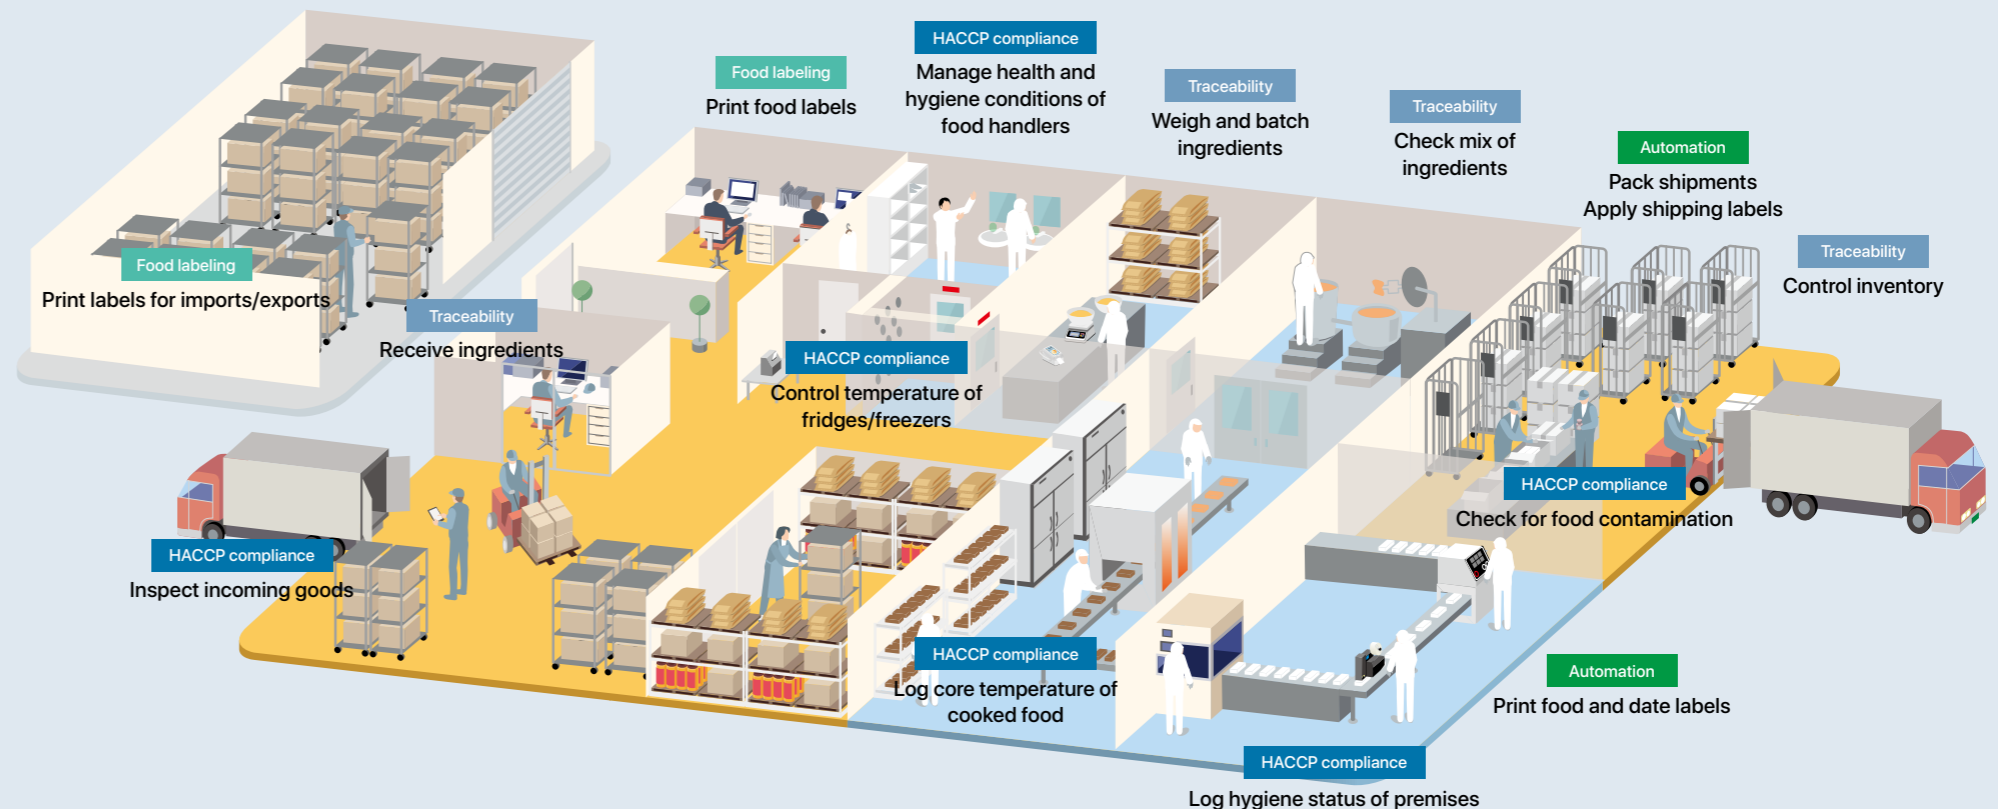 HACCP compliance
Manage health and
hygiene conditions of
food handlers
Food labeling
Print food labels
Traceability
Weigh and batch
ingredients
Traceability
Check mix of
ingredients
Automation
Pack shipments
Apply shipping labels
Traceability
Control inventory
Food labeling
Print labels for imports/exports
Traceability
Receive ingredients
HACCP compliance
Control temperature of
fridges/freezers
HACCP compliance
Check for food contamination
HACCP compliance
Inspect incoming goods
HACCP compliance
Log core temperature of
cooked food
Automation
Print food and date labels
HACCP compliance
Log hygiene status of premises